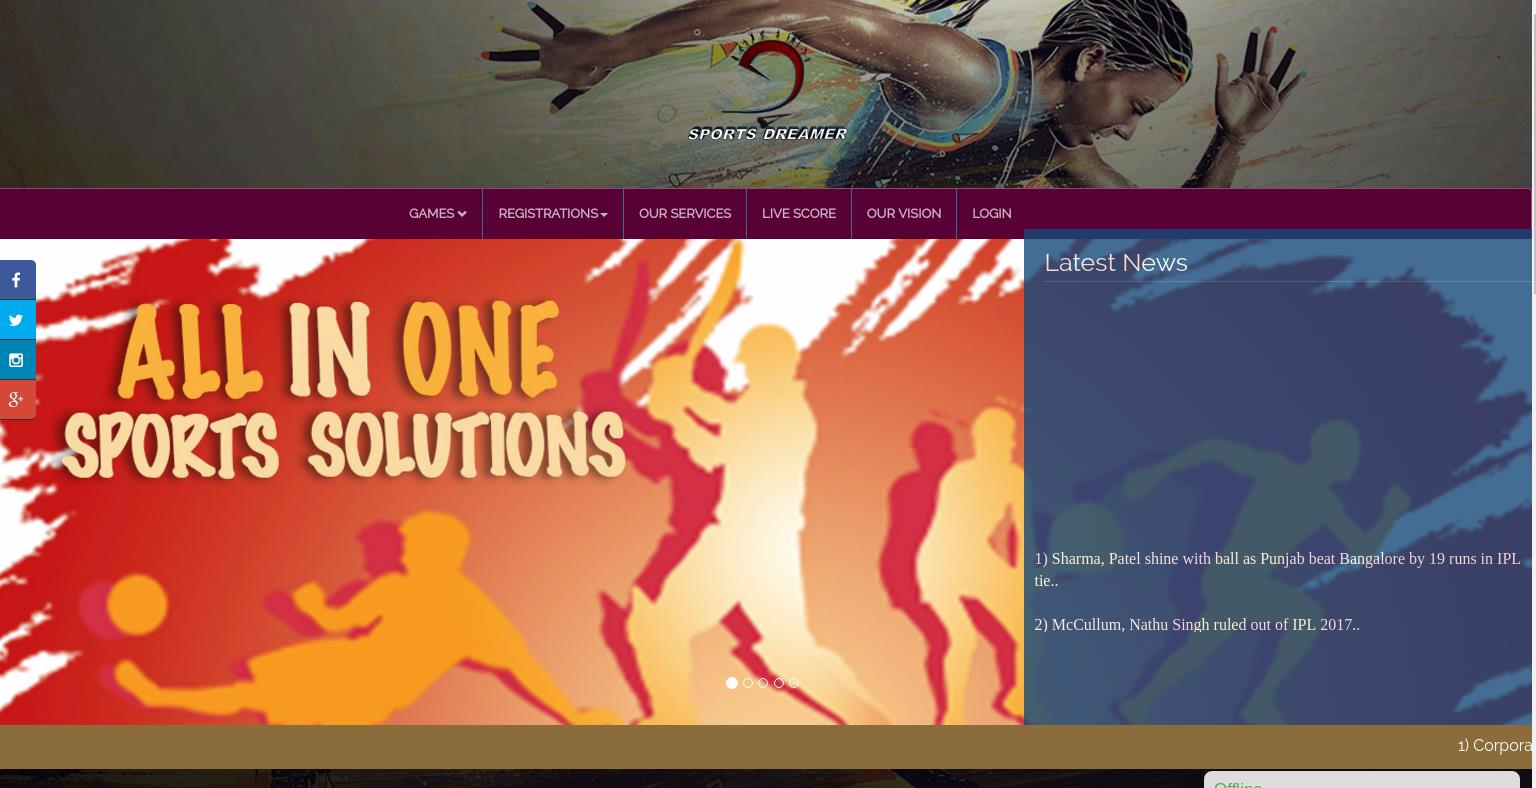 SPORTS DREAMER
GAMES
REGISTRATIONS
OUR SERVICES
LIVE SCORE
OUR VISION
LOGIN
Latest News
ALL IN ONE
SPORTS SOLUTIONS
1) Sharma, Patel shine with ball as Punjab beat Bangalore by 19 runs in IPL
tie..
2) McCullum, Nathu Singh ruled out of IPL 2017..
1) Corpora
Offline